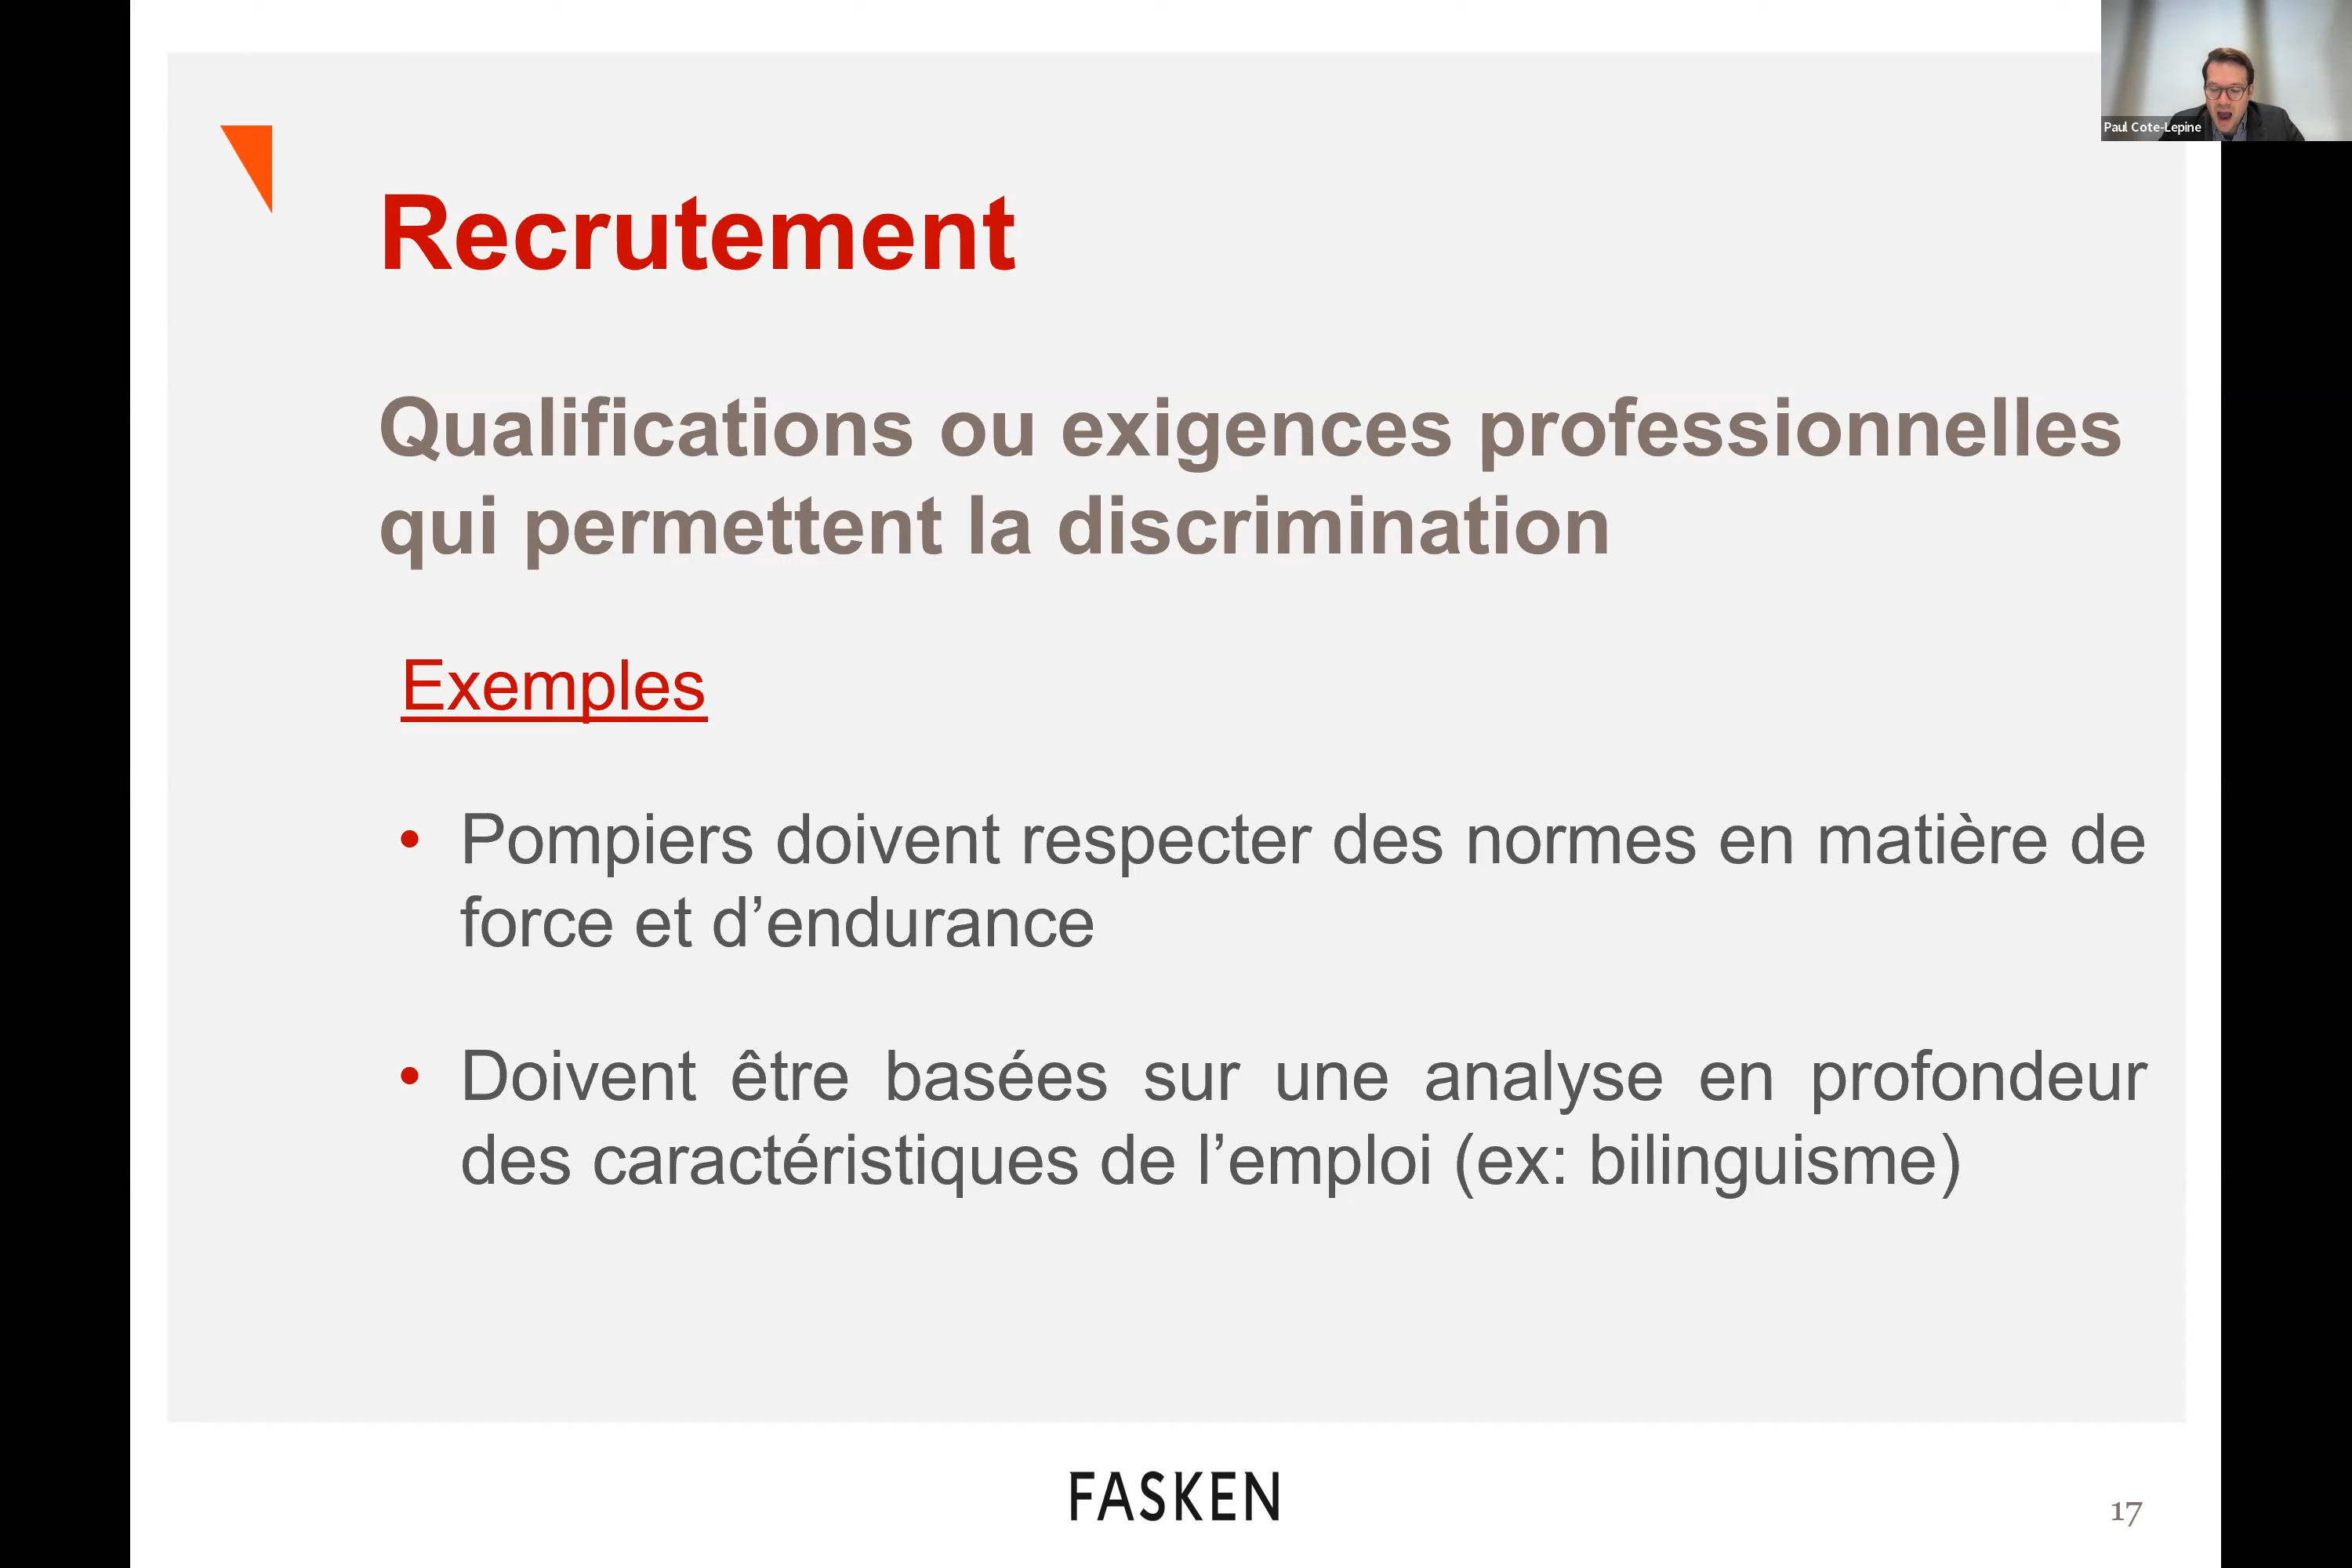 Paul Cote-Lepine
Recrutement
Qualifications ou exigences professionnelles
qui permettent la discrimination
Exemples
• Pompiers doivent respecter des normes en matière de
force et d’endurance
• Doivent être basées sur une analyse en profondeur
des caractéristiques de l’emploi (ex: bilinguisme)
FASKEN
17